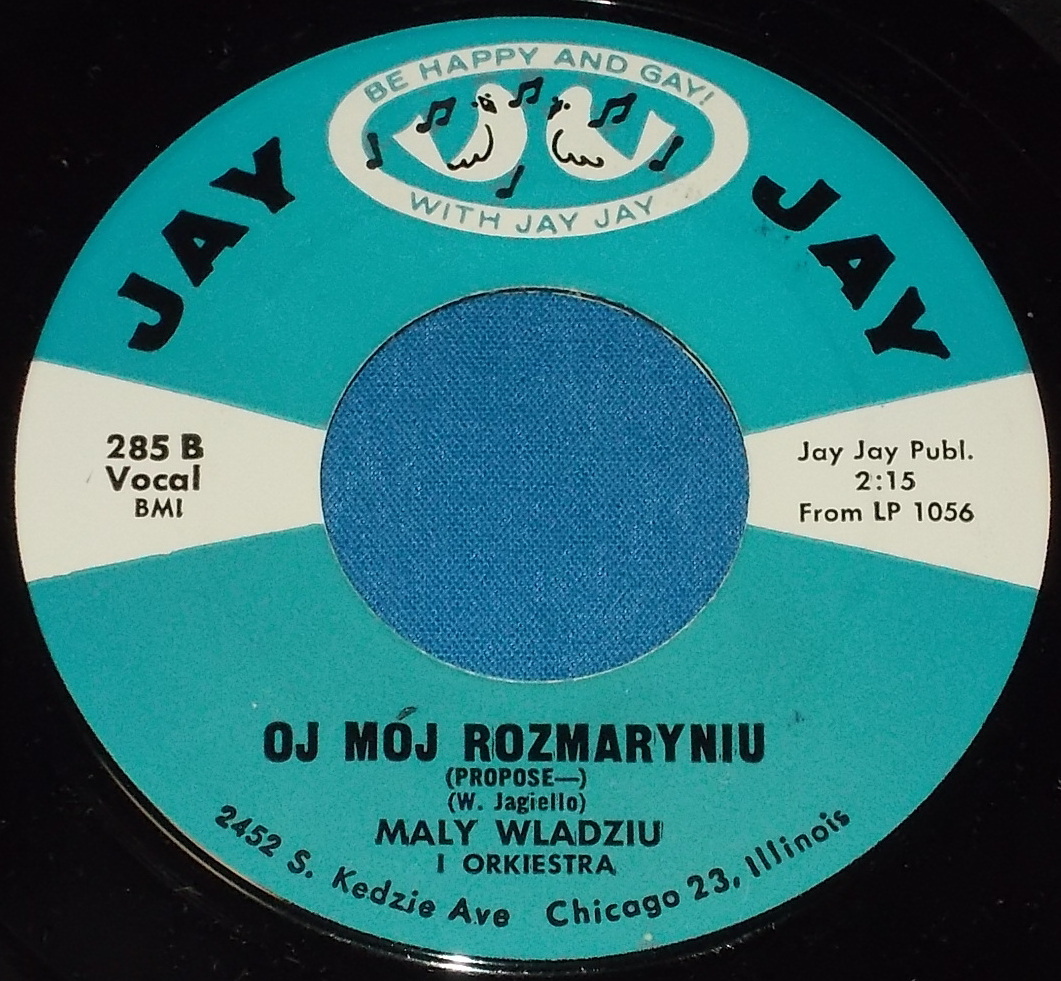 BE HAPPY AND GAY!
WITH JAY JAY
JAY JAY
285 B
Vocal
BMI
Jay Jay Publ.
2:15
From LP 1056
OJ MÓJ ROZMARYNIU
(PROPOSE—)
(W. Jagiello)
MALY WLADZIU
I ORKIESTRA
2452 S. Kedzie Ave Chicago 23, Illinois